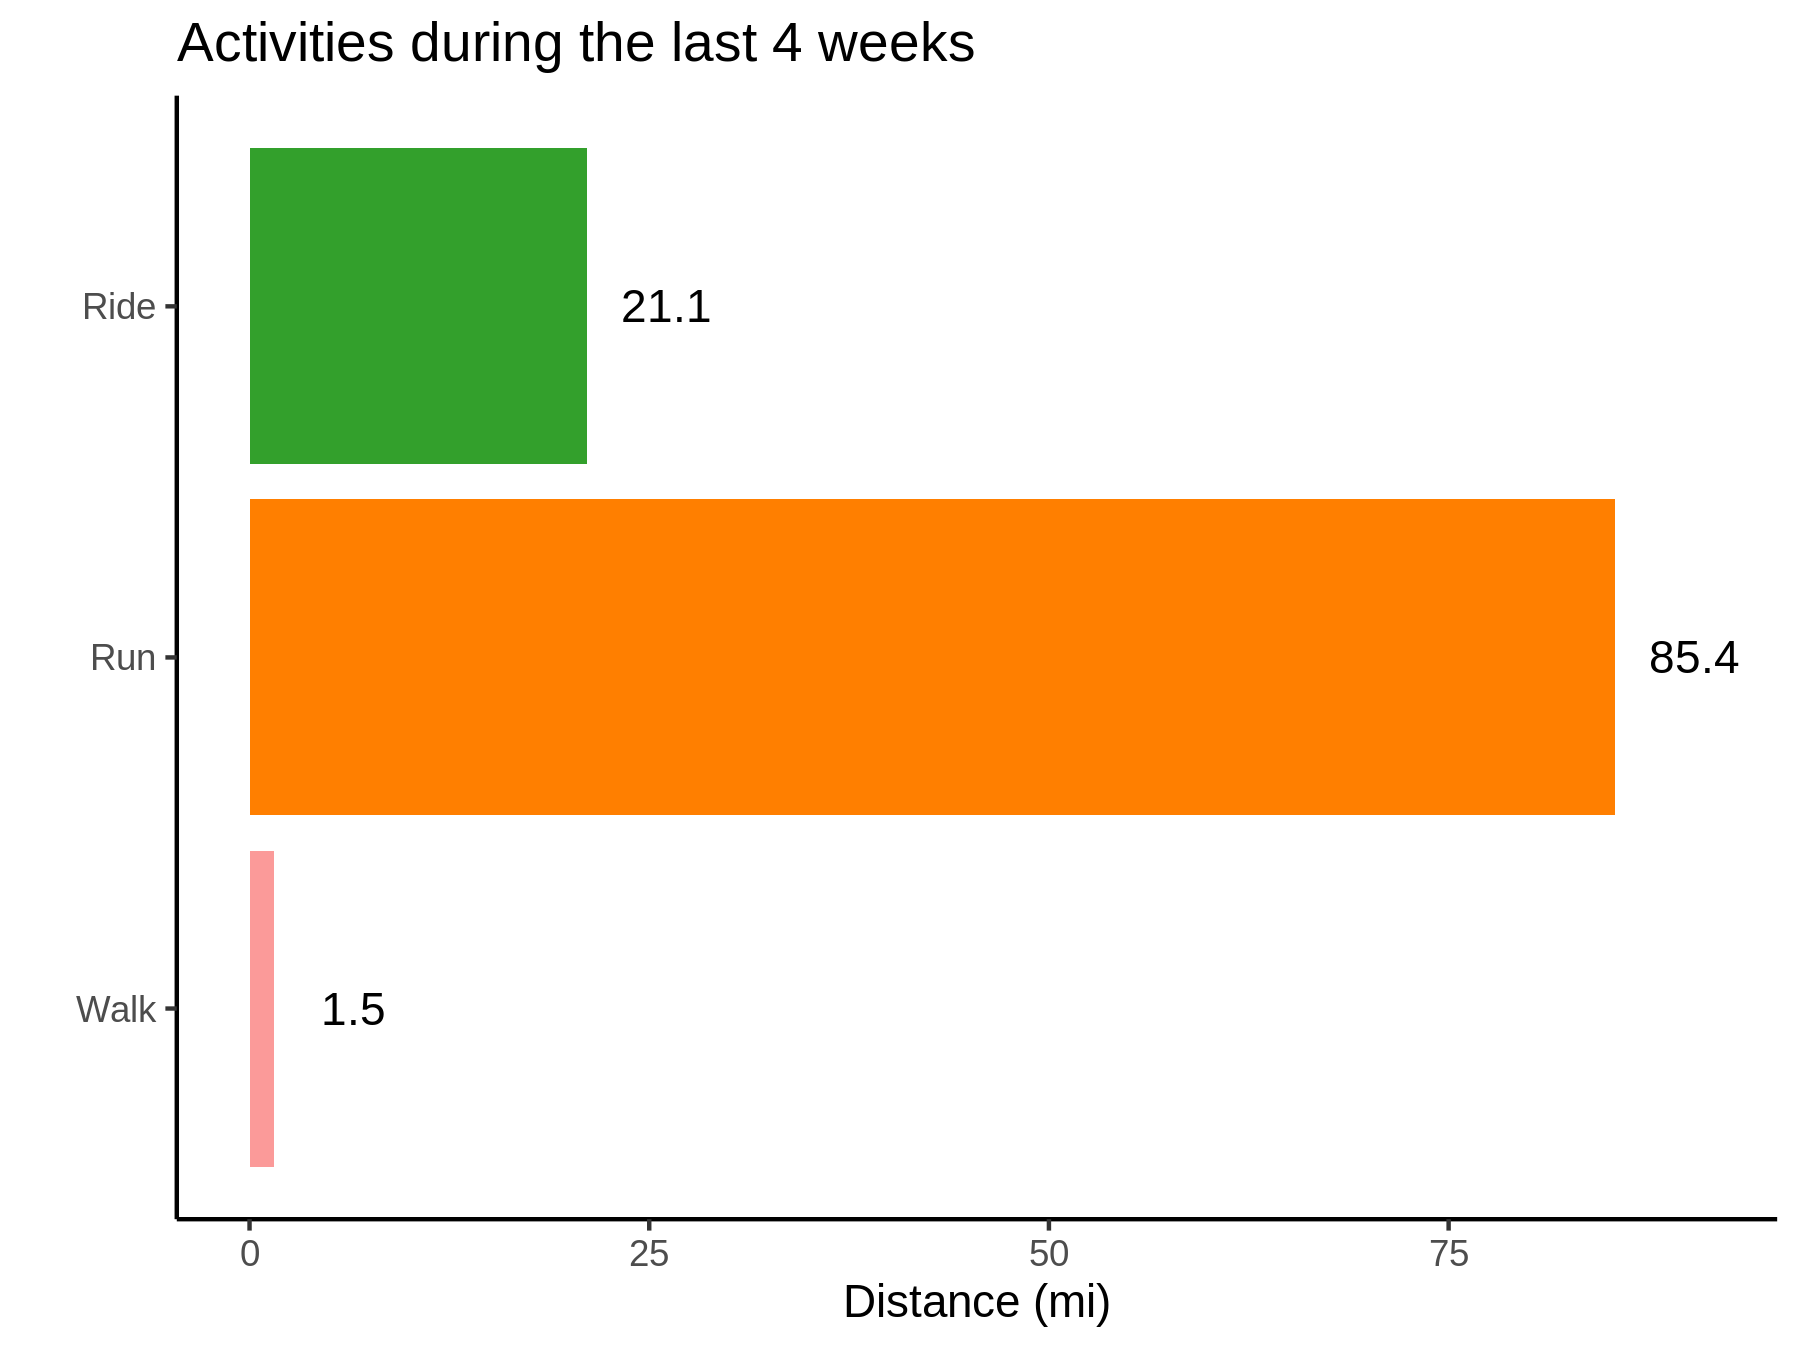 Activities during the last 4 weeks
Ride
21.1
Run
85.4
Walk
1.5
0 25 50 75
Distance (mi)